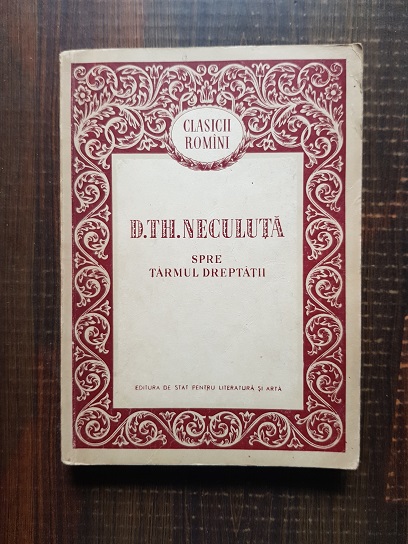 CLASICII
ROMÎNI
D.TH.NECULUȚĂ
SPRE
ȚĂRMUL DREPTĂȚII
EDITURA DE STAT PENTRU LITERATURĂ ȘI ARTĂ